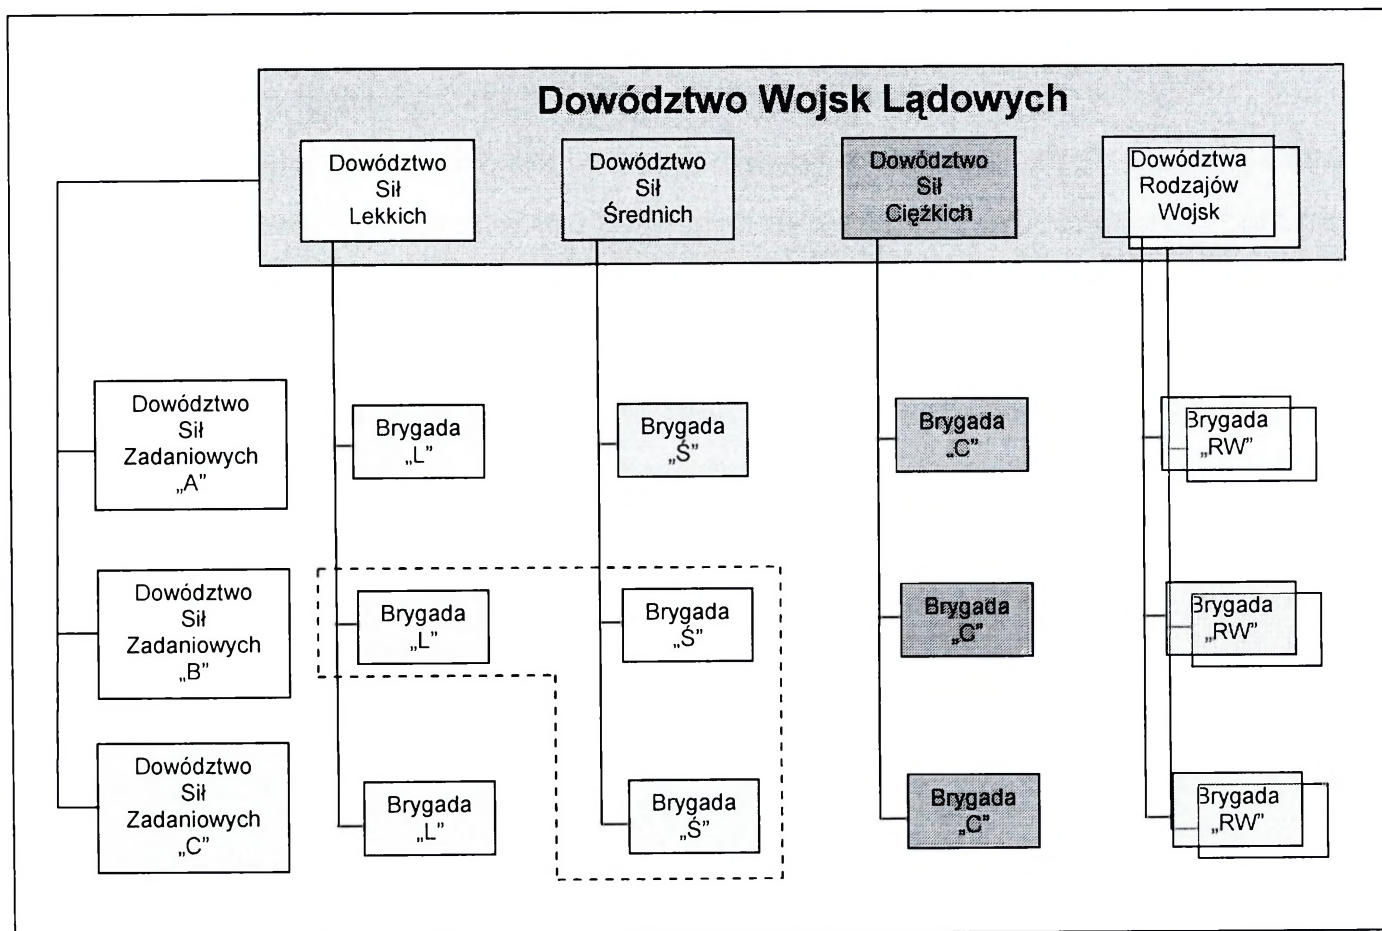 Dowództwo Wojsk Lądowych
Dowództwo
Sił
Lekkich
Dowództwo
Sił
Średnich
Dowództwo
Sił
Ciężkich
Dowództwa
Rodzajów
Wojsk
Dowództwo
Sił
Zadaniowych
„A”
Brygada
„L”
Brygada
„Ś”
Brygada
„C”
Brygada
„RW”
Dowództwo
Sił
Zadaniowych
„B”
Brygada
„L”
Brygada
„Ś”
Brygada
„C”
Brygada
„RW”
Dowództwo
Sił
Zadaniowych
„C”
Brygada
„L”
Brygada
„Ś”
Brygada
„C”
Brygada
„RW”